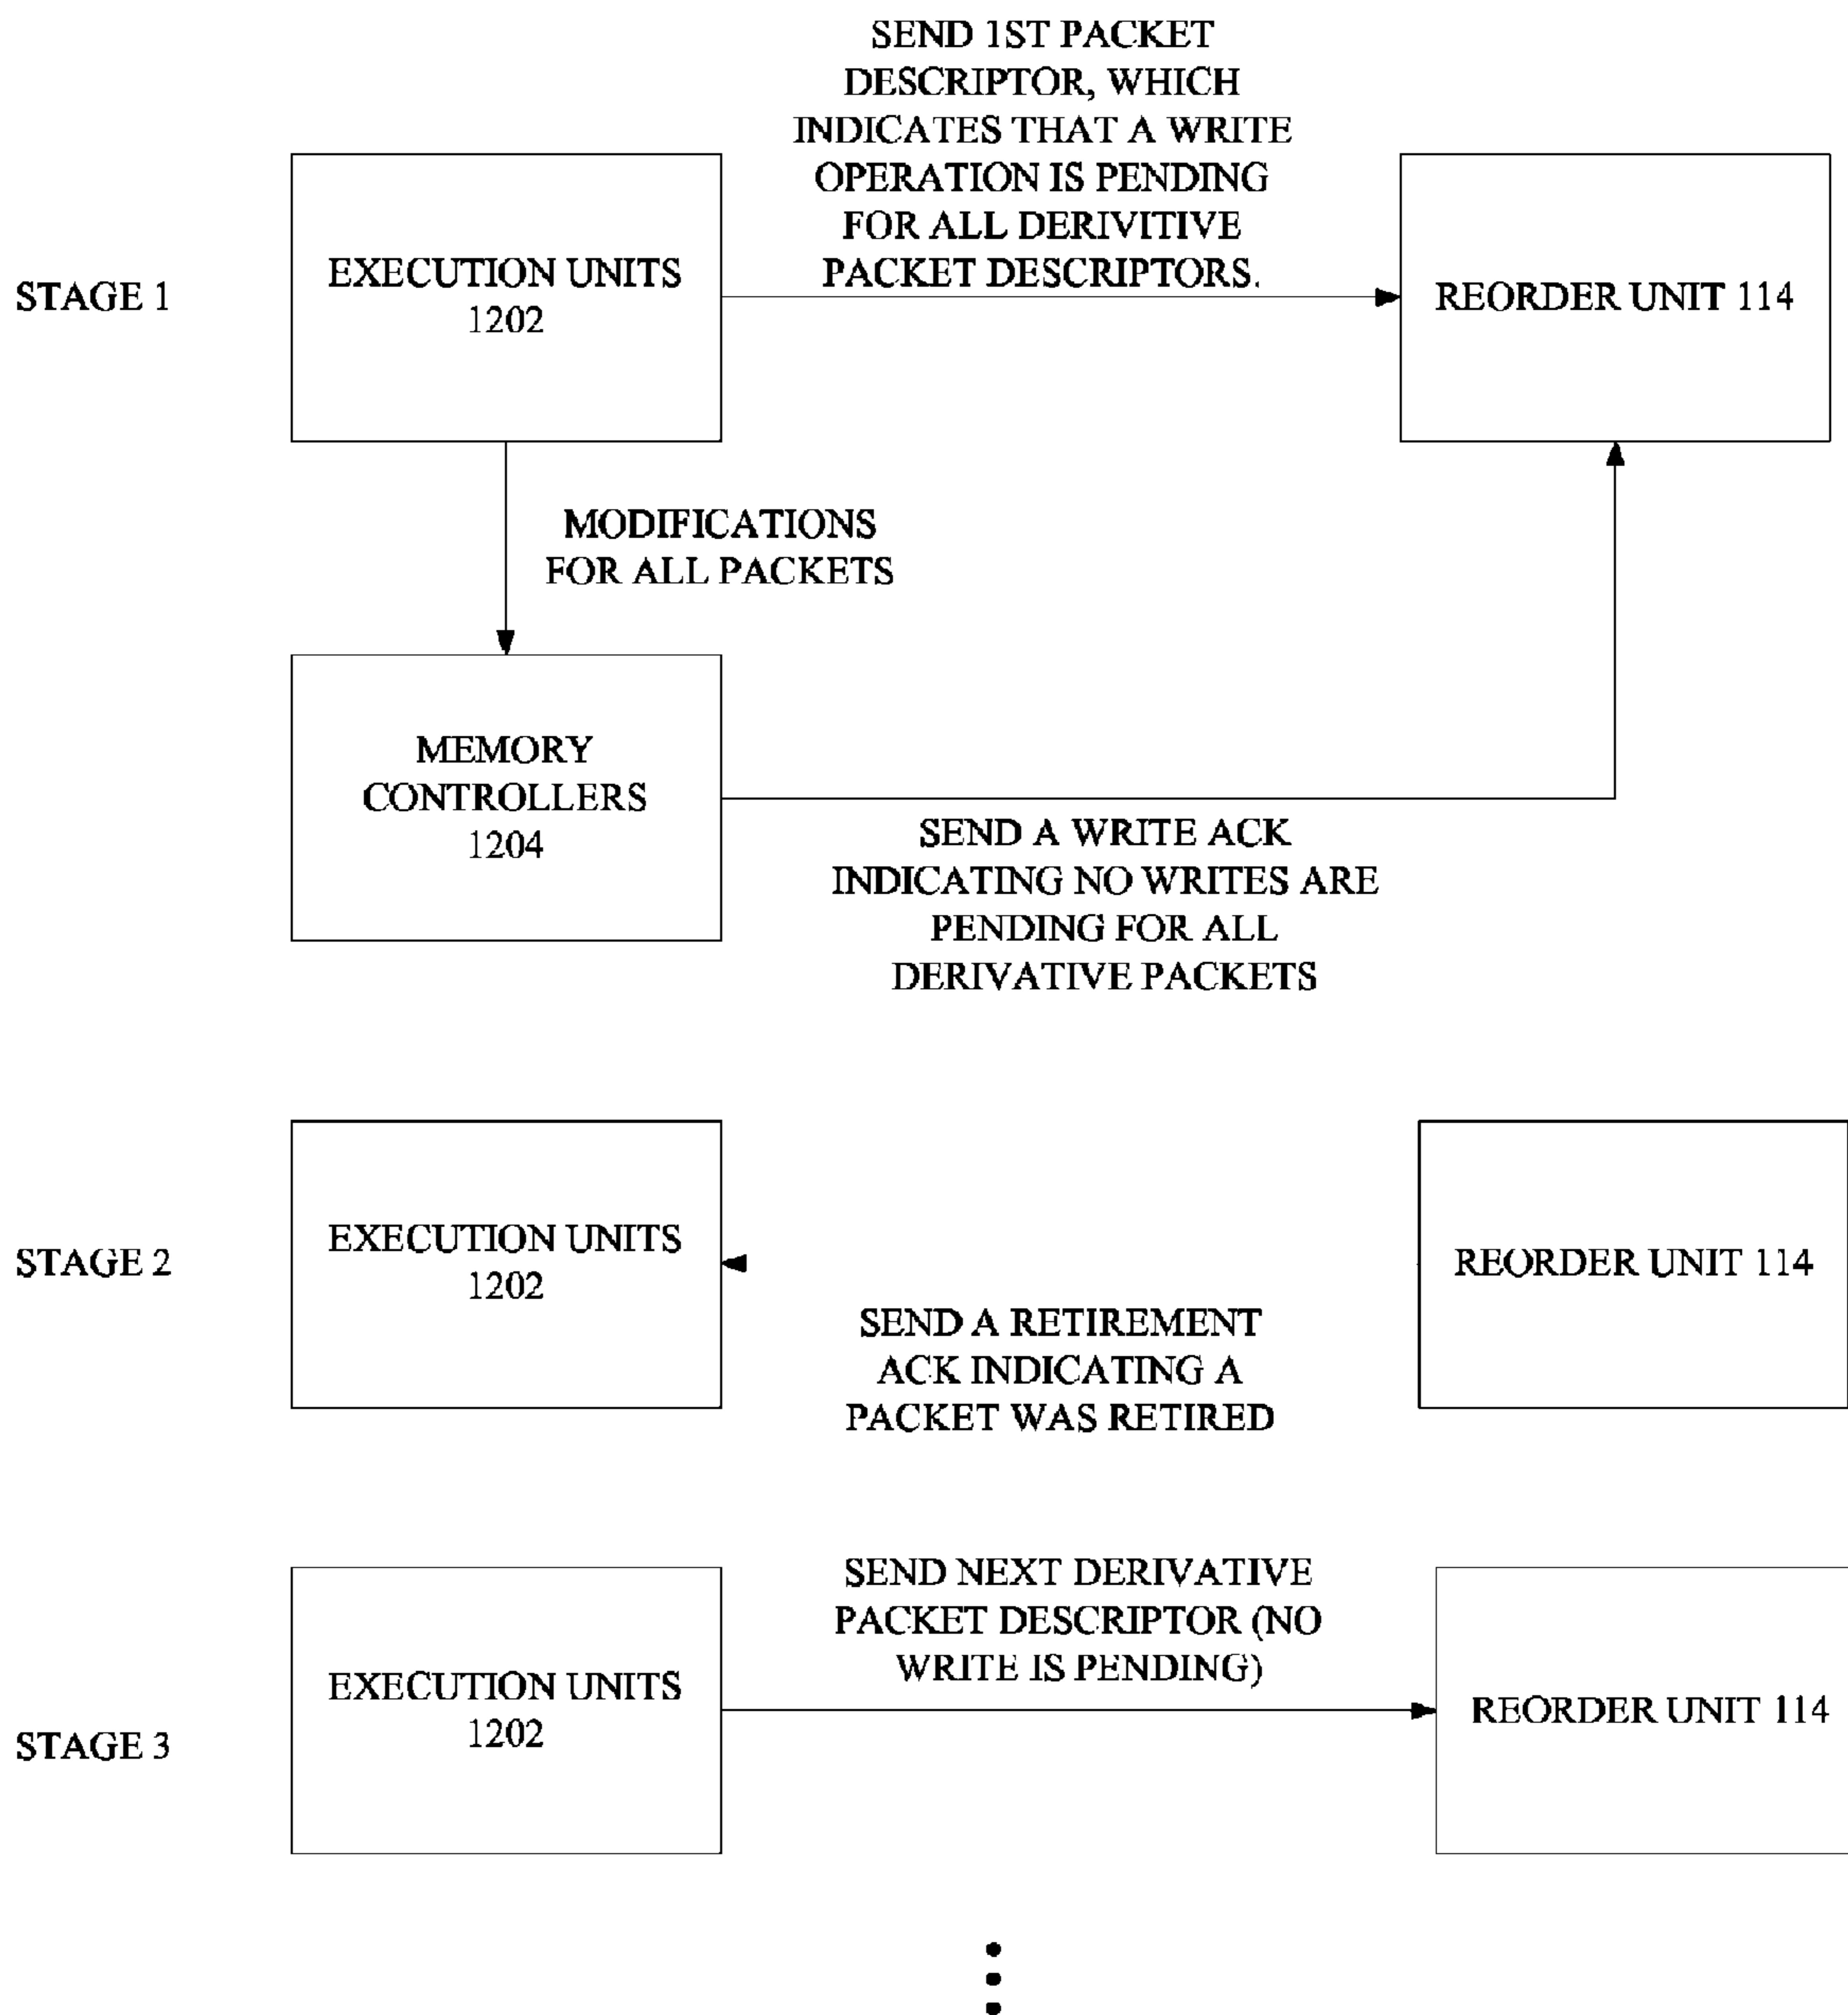 SEND 1ST PACKET
DESCRIPTOR, WHICH
INDICATES THAT A WRITE
OPERATION IS PENDING
FOR ALL DERIVITIVE
PACKET DESCRIPTORS.
STAGE 1
EXECUTION UNITS
1202
REORDER UNIT 114
MODIFICATIONS
FOR ALL PACKETS
MEMORY
CONTROLLERS
1204
SEND A WRITE ACK
INDICATING NO WRITES ARE
PENDING FOR ALL
DERIVATIVE PACKETS
STAGE 2
EXECUTION UNITS
1202
REORDER UNIT 114
SEND A RETIREMENT
ACK INDICATING A
PACKET WAS RETIRED
SEND NEXT DERIVATIVE
PACKET DESCRIPTOR (NO
WRITE IS PENDING)
STAGE 3
EXECUTION UNITS
1202
REORDER UNIT 114